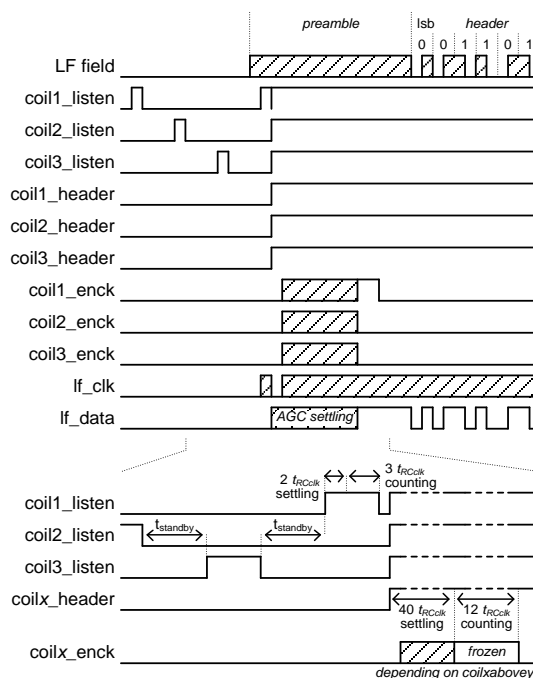 preamble lsb header
0 0 1 1 0 1
LF field
coil1_listen
coil2_listen
coil3_listen
coil1_header
coil2_header
coil3_header
coil1_enck
coil2_enck
coil3_enck
lf_clk
lf_data AGC settling
2 tRCclk 3 tRCclk
settling counting
coil1_listen
tstandby tstandby
coil2_listen
coil3_listen
coilx_header
40 tRCclk 12 tRCclk
settling counting
coilx_enck frozen
depending on coilxabovey